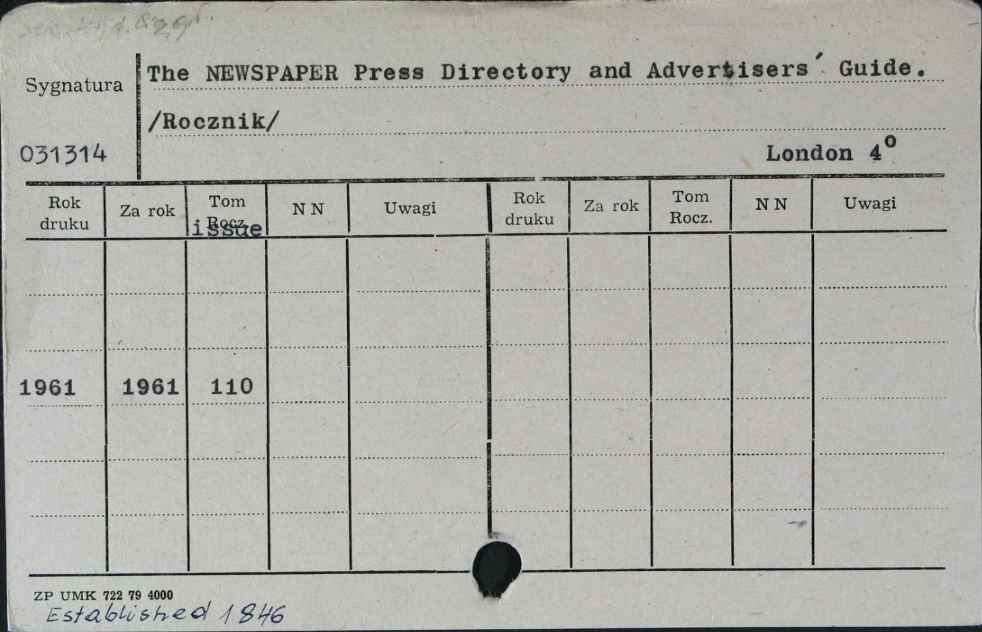 The NEWSPAPER Press Directory and Advertisers´ Guide.
Sygnatura
/Rocznik/
031314
London 4⁰
Rok druku Za rok Tom Rocz. issue N N Uwagi Rok druku Za rok Tom Rocz. N N Uwagi
1961 1961 110
ZP UMK 722 79 4000
Established 1846